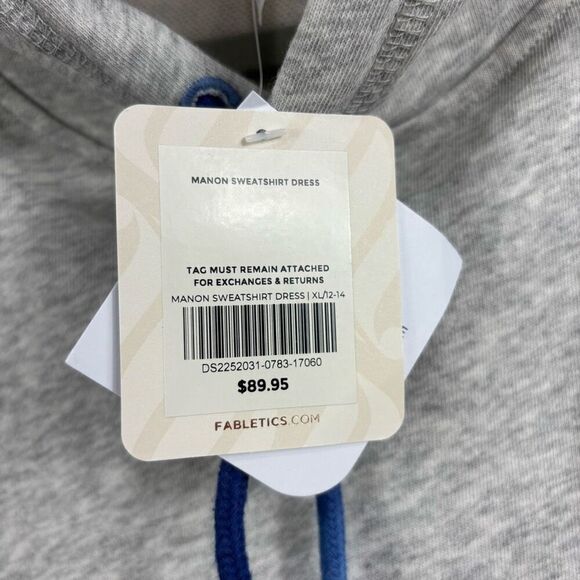 MANON SWEATSHIRT DRESS
TAG MUST REMAIN ATTACHED
FOR EXCHANGES & RETURNS
MANON SWEATSHIRT DRESS | XL/12-14
DS2252031-0783-17060
$89.95
FABLETICS.COM